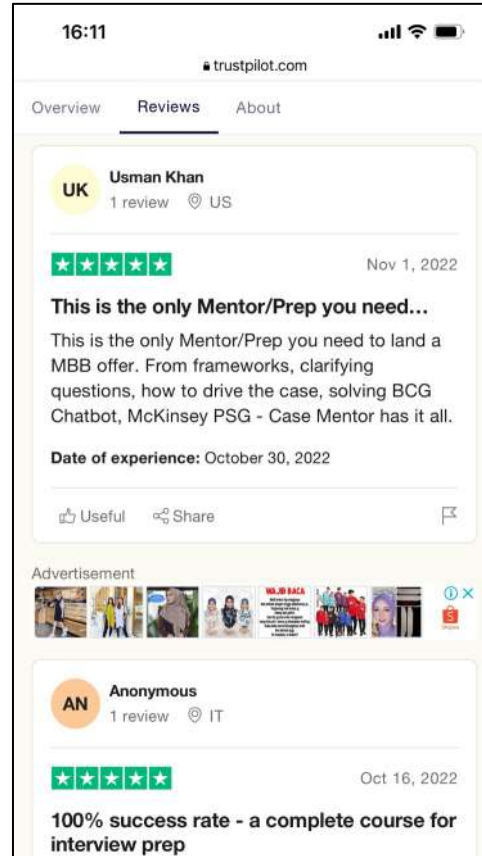 16:11
trustpilot.com
Overview Reviews About
UK
Usman Khan
1 review US
Nov 1, 2022
This is the only Mentor/Prep you need...
This is the only Mentor/Prep you need to land a
MBB offer. From frameworks, clarifying
questions, how to drive the case, solving BCG
Chatbot, McKinsey PSG - Case Mentor has it all.
Date of experience: October 30, 2022
Useful Share
Advertisement
WAJIB BACA
AN
Anonymous
1 review IT
Oct 16, 2022
100% success rate - a complete course for
interview prep